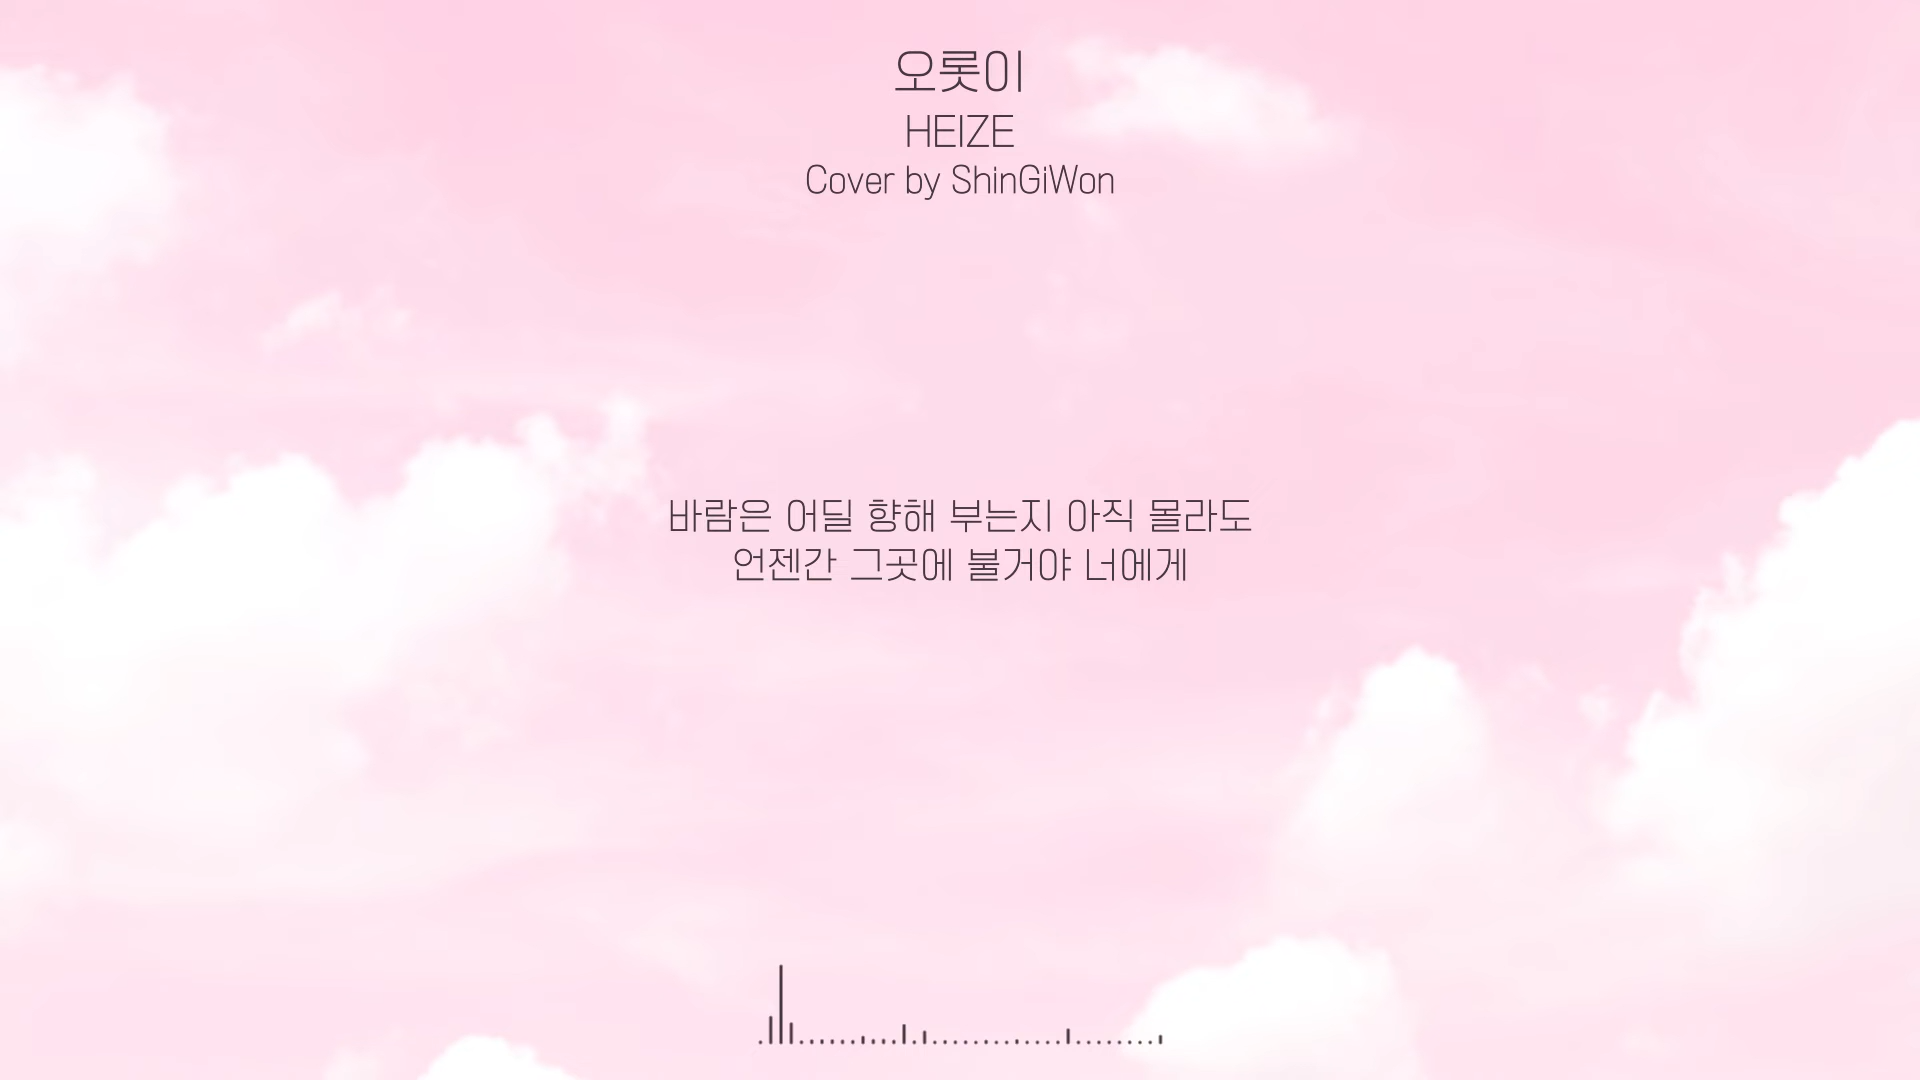 오롯이
HEIZE
Cover by ShinGiWon
바람은 어딜 향해 부는지 아직 몰라도
언젠간 그곳에 불거야 너에게